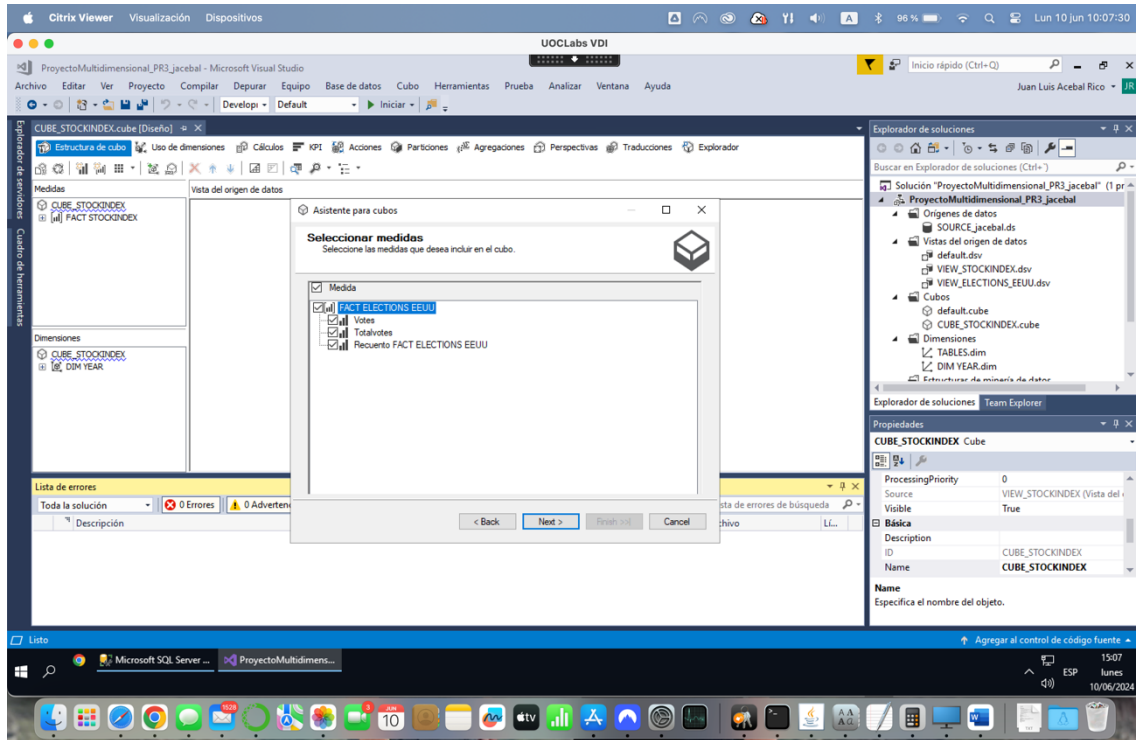 Citrix Viewer Visualización Dispositivos 96 % Lun 10 jun 10:07:30
UOCLabs VDI
ProyectoMultidimensional_PR3_jacebal - Microsoft Visual Studio Inicio rápido (Ctrl+Q)
Archivo Editar Ver Proyecto Compilar Depurar Equipo Base de datos Cubo Herramientas Prueba Analizar Ventana Ayuda Juan Luis Acebal Rico JR
Developi Default Iniciar
Explorador de servidores
Cuadro de herramientas
CUBE_STOCKINDEX.cube [Diseño]
Estructura de cubo Uso de dimensiones Cálculos KPI Acciones Particiones Agregaciones Perspectivas Traducciones Explorador
Medidas
CUBE_STOCKINDEX
FACT STOCKINDEX
Dimensiones
CUBE_STOCKINDEX
DIM YEAR
Vista del origen de datos
Asistente para cubos
Seleccionar medidas
Seleccione las medidas que desea incluir en el cubo.
Medida
FACT ELECTIONS EEUU
Votes
Totalvotes
Recuento FACT ELECTIONS EEUU
< Back Next > Finish >>| Cancel
Lista de errores
Toda la solución 0 Errores 0 Adverten sta de errores de búsqueda
Descripción chivo Lí...
Explorador de soluciones
Buscar en Explorador de soluciones (Ctrl+´)
Solución "ProyectoMultidimensional_PR3_jacebal" (1 pr
ProyectoMultidimensional_PR3_jacebal
Orígenes de datos
SOURCE_jacebal.ds
Vistas del origen de datos
default.dsv
VIEW_STOCKINDEX.dsv
VIEW_ELECTIONS_EEUU.dsv
Cubos
default.cube
CUBE_STOCKINDEX.cube
Dimensiones
TABLES.dim
DIM YEAR.dim
Estructuras de minería de datos
Explorador de soluciones Team Explorer
Propiedades
CUBE_STOCKINDEX Cube
ProcessingPriority 0
Source VIEW_STOCKINDEX (Vista del
Visible True
Básica
Description
ID CUBE_STOCKINDEX
Name CUBE_STOCKINDEX
Name
Especifica el nombre del objeto.
Listo Agregar al control de código fuente
Microsoft SQL Server ... ProyectoMultidimens... ESP 15:07
lunes
10/06/2024
1528 3 JUN 10 tv